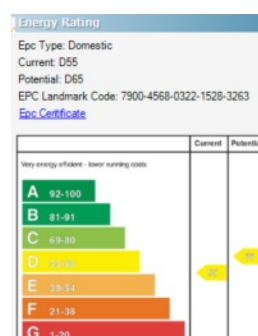 Energy Rating
Epc Type: Domestic
Current: D55
Potential: D65
EPC Landmark Code: 7900-4568-0322-1528-3263
Epc Certificate
Current Potentia
Very energy efficient - lower running costs
A 92-100
B 81-91
C 69-80
D
E 39-54
F 21-38
G 1-20